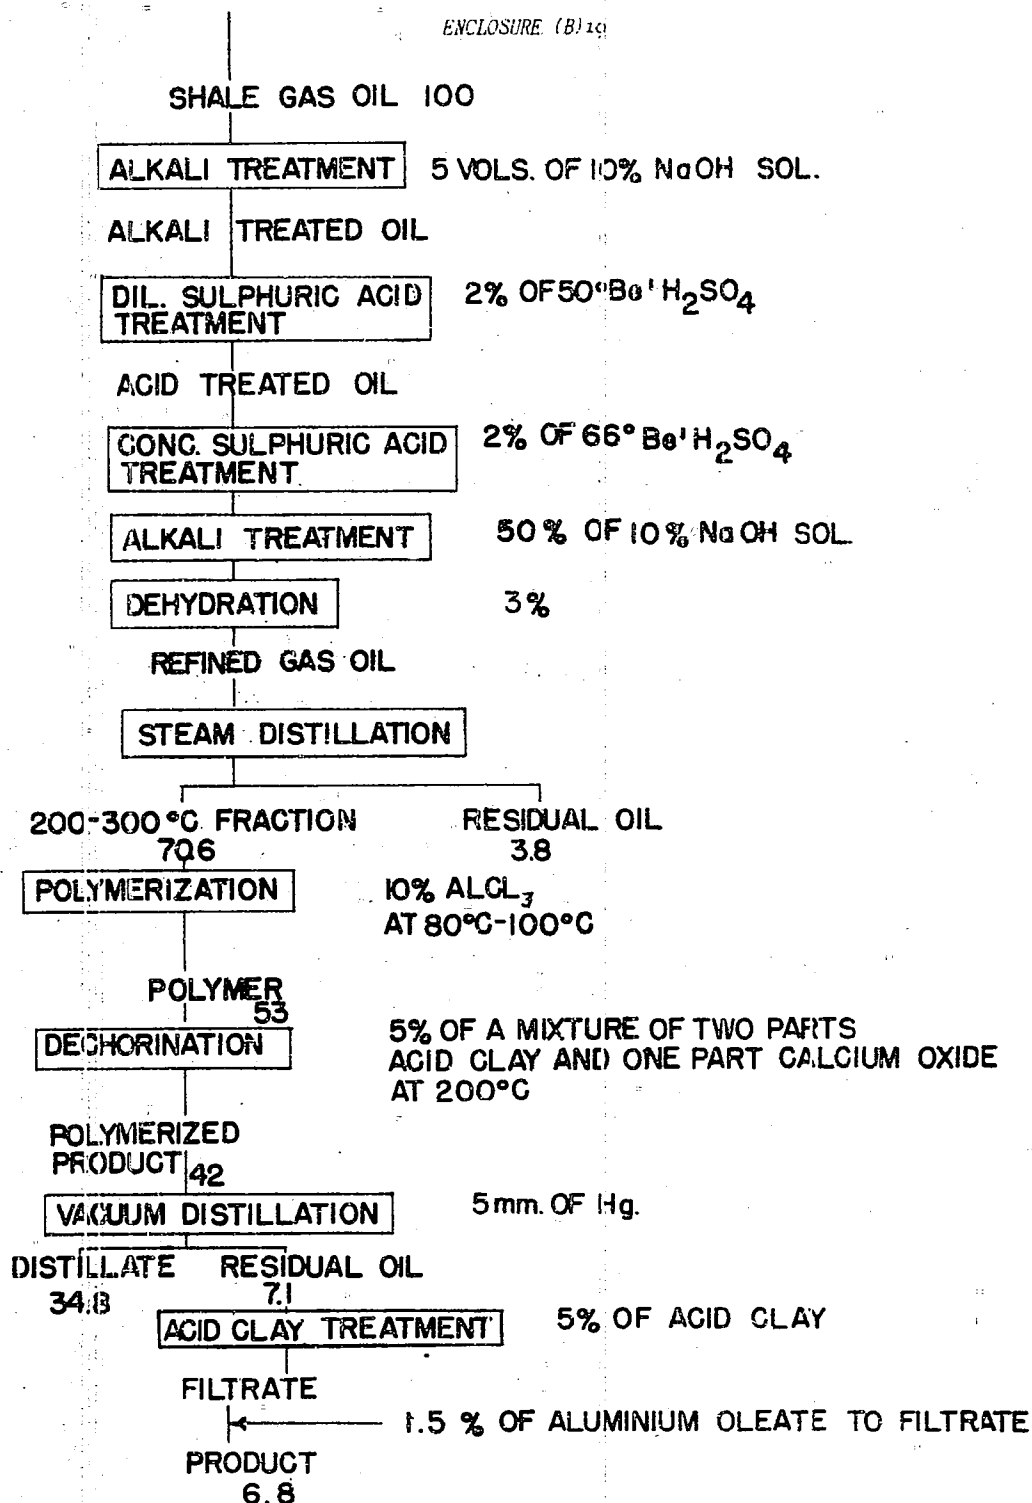 ENCLOSURE (B) 19
SHALE GAS OIL 100
ALKALI TREATMENT 5 VOLS. OF 10% NaOH SOL.
ALKALI TREATED OIL
DIL. SULPHURIC ACID 2% OF 50° Be' H2SO4
TREATMENT
ACID TREATED OIL
CONC. SULPHURIC ACID 2% OF 66° Be' H2SO4
TREATMENT
ALKALI TREATMENT 50% OF 10% NaOH SOL.
DEHYDRATION 3%
REFINED GAS OIL
STEAM DISTILLATION
200-300°C. FRACTION RESIDUAL OIL
70.6 3.8
POLYMERIZATION 10% ALCL3
AT 80°C-100°C
POLYMER
53
DECHORINATION 5% OF A MIXTURE OF TWO PARTS
ACID CLAY AND ONE PART CALCIUM OXIDE
AT 200°C
POLYMERIZED
PRODUCT 42
VACUUM DISTILLATION 5mm. OF Hg.
DISTILLATE RESIDUAL OIL
34.8 7.1
ACID CLAY TREATMENT 5% OF ACID CLAY
FILTRATE
1.5 % OF ALUMINIUM OLEATE TO FILTRATE
PRODUCT
6.8